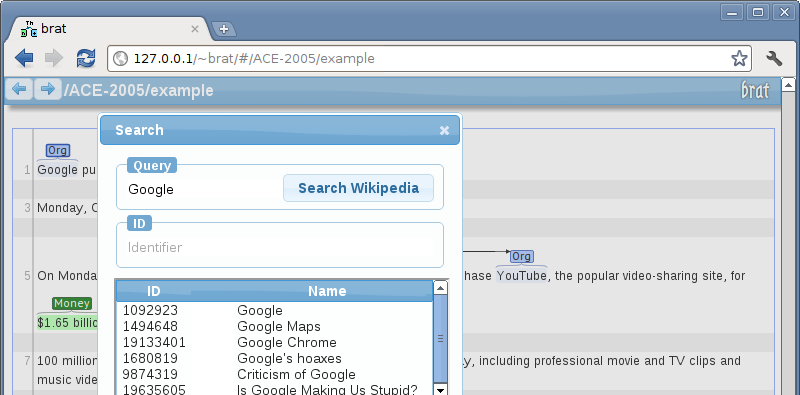 brat
127.0.0.1/~brat/#/ACE-2005/example
/ACE-2005/example
brat
Search
Org
Query
1 Google pu
Google
Search Wikipedia
3 Monday, O
ID
Identifier
Org
5 On Monda
hase YouTube, the popular video-sharing site, for
ID Name
Money
1092923 Google
$1.65 billio
1494648 Google Maps
19133401 Google Chrome
1680819 Google's hoaxes
7 100 million
y, including professional movie and TV clips and
9874319 Criticism of Google
music vide
19635605 Is Google Making Us Stupid?